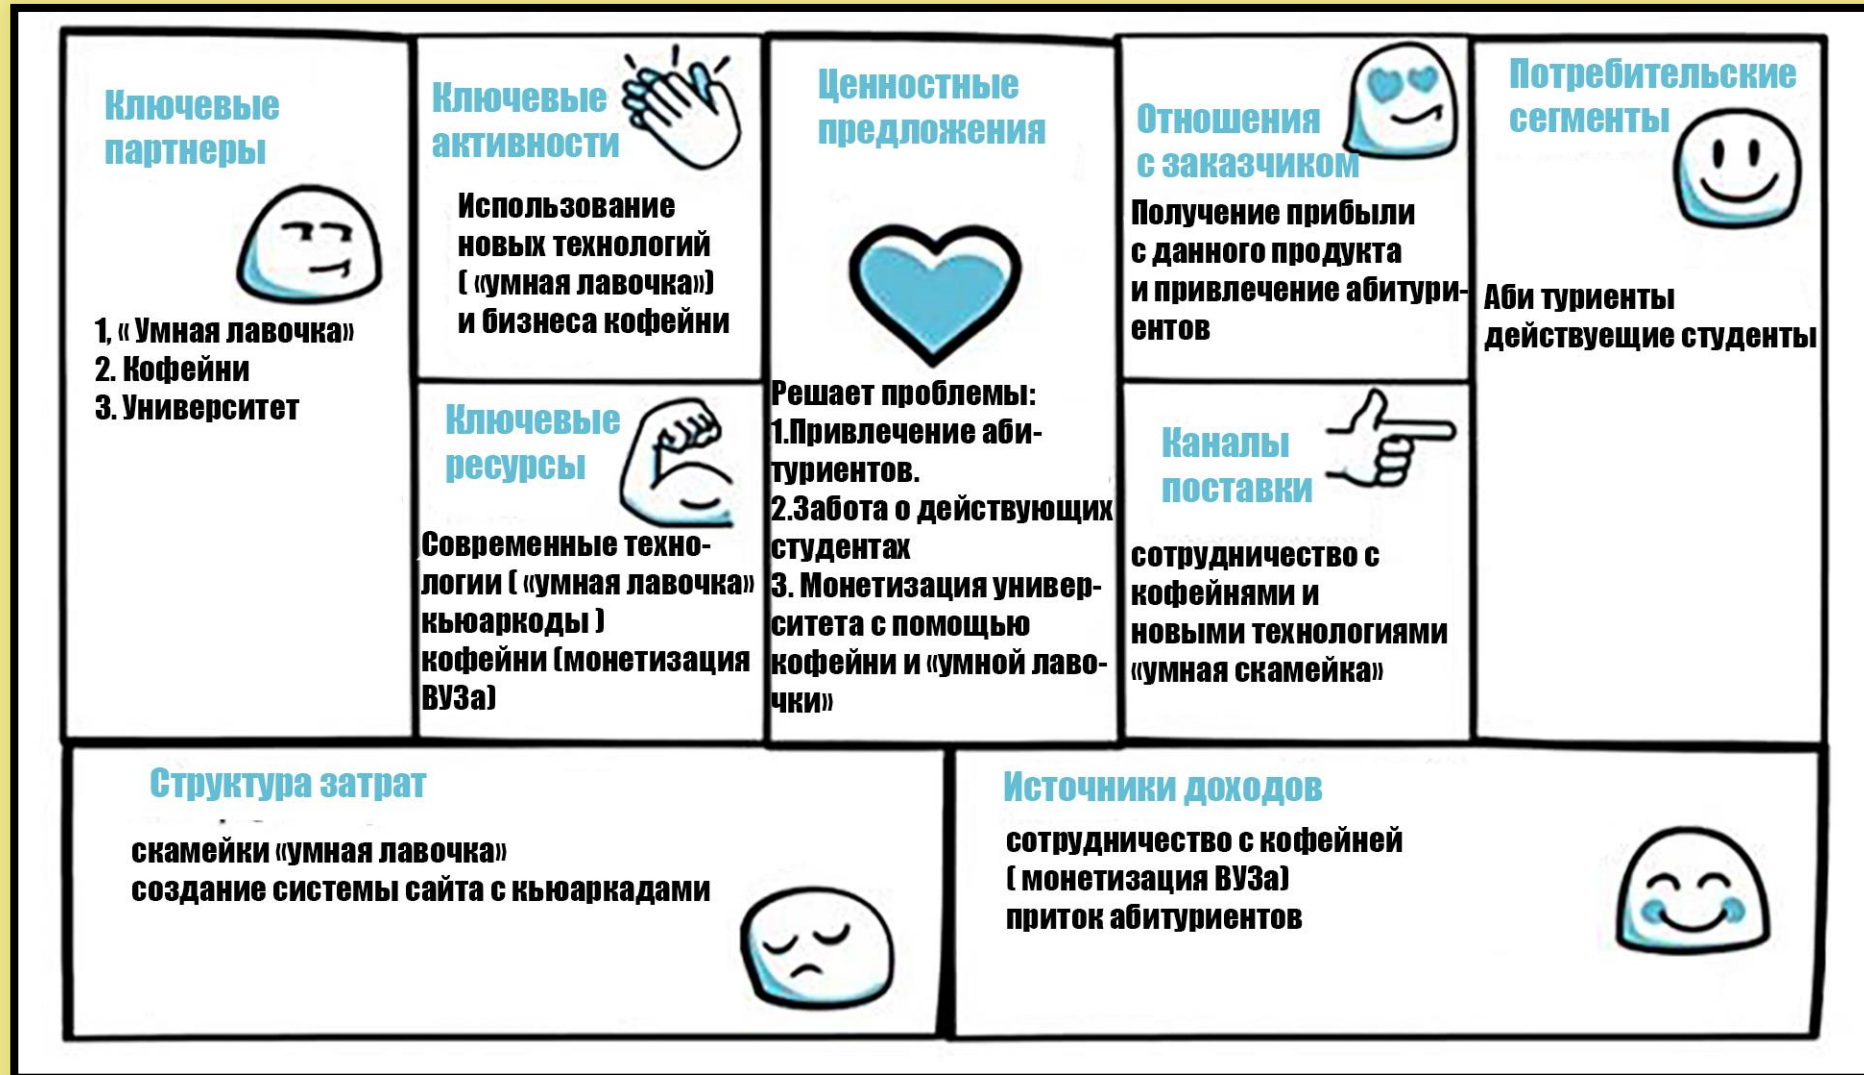 Ключевые
партнеры
1, « Умная лавочка»
2. Кофейни
3. Университет
Ключевые
активности
Использование
новых технологий
( «умная лавочка»)
и бизнеса кофейни
Ключевые
ресурсы
Современные техно-
логии ( «умная лавочка»
кьюаркоды )
кофейни (монетизация
ВУЗа)
Ценностные
предложения
Решает проблемы:
1.Привлечение аби-
туриентов.
2.Забота о действующих
студентах
3. Монетизация универ-
ситета с помощью
кофейни и «умной лаво-
чки»
Отношения
с заказчиком
Получение прибыли
с данного продукта
и привлечение абитури-
ентов
Каналы
поставки
сотрудничество с
кофейнями и
новыми технологиями
«умная скамейка»
Потребительские
сегменты
Аби туриенты
действуещие студенты
Структура затрат
скамейки «умная лавочка»
создание системы сайта с кьюаркадами
Источники доходов
сотрудничество с кофейней
( монетизация ВУЗа)
приток абитуриентов